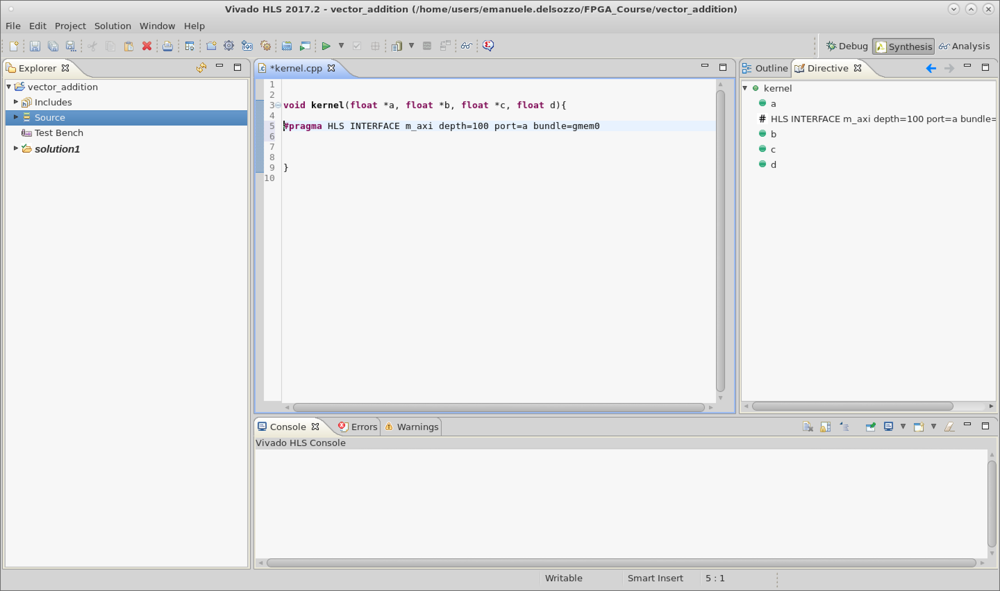 Vivado HLS 2017.2 - vector_addition (/home/users/emanuele.delsozzo/FPGA_Course/vector_addition)
File Edit Project Solution Window Help
Debug Synthesis Analysis
Explorer
vector_addition
Includes
Source
Test Bench
solution1
*kernel.cpp
1
2
3 void kernel(float *a, float *b, float *c, float d){
4
5 #pragma HLS INTERFACE m_axi depth=100 port=a bundle=gmem0
6
7
8
9 }
10
Outline Directive
kernel
a
# HLS INTERFACE m_axi depth=100 port=a bundle=
b
c
d
Console Errors Warnings
Vivado HLS Console
Writable Smart Insert 5 : 1